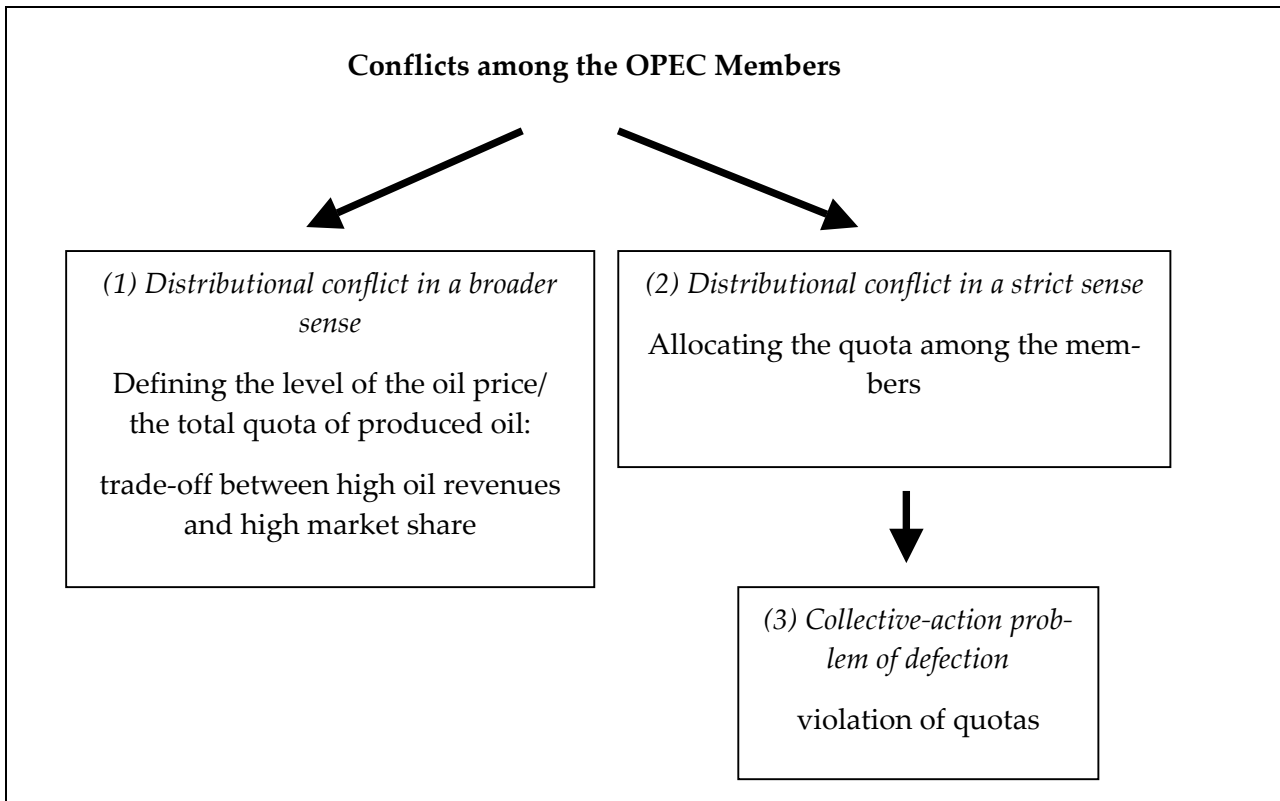 Conflicts among the OPEC Members
(1) Distributional conflict in a broader
sense
Defining the level of the oil price/
the total quota of produced oil:
trade-off between high oil revenues
and high market share
(2) Distributional conflict in a strict sense
Allocating the quota among the mem-
bers
(3) Collective-action prob-
lem of defection
violation of quotas